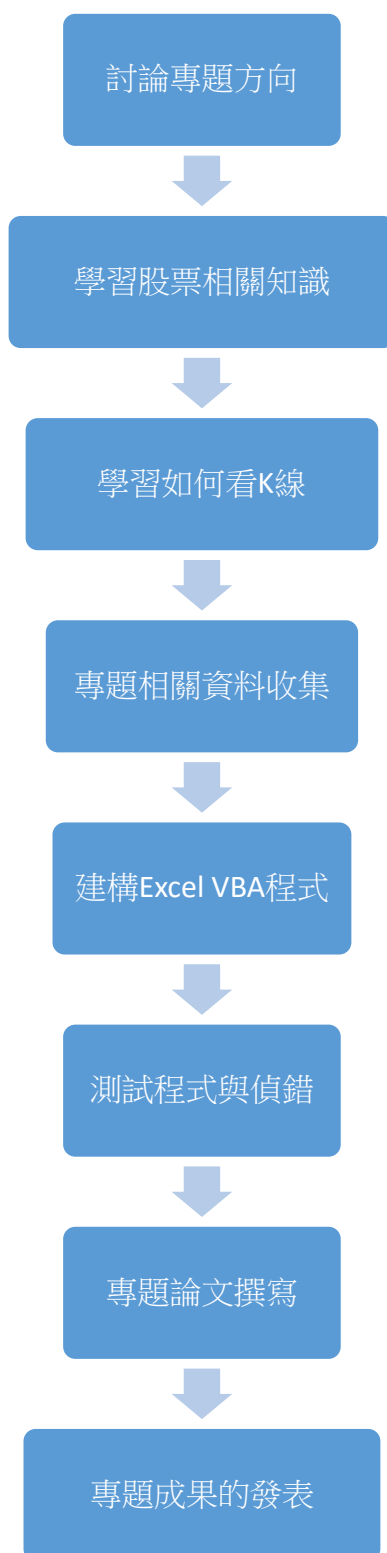 討論專題方向
學習股票相關知識
學習如何看K線
專題相關資料收集
建構Excel VBA程式
測試程式與偵錯
專題論文撰寫
專題成果的發表